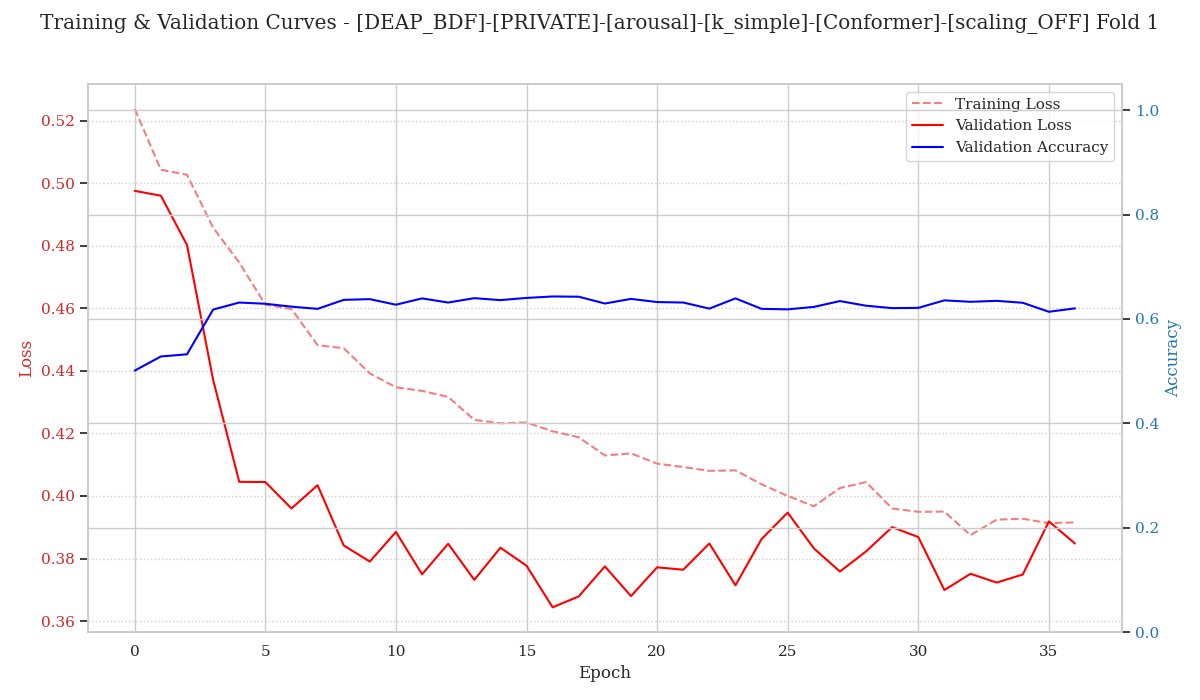 Training & Validation Curves - [DEAP_BDF]-[PRIVATE]-[arousal]-[k_simple]-[Conformer]-[scaling_OFF] Fold 1
Training Loss
Validation Loss
Validation Accuracy
Loss
0.52
0.50
0.48
0.46
0.44
0.42
0.40
0.38
0.36
1.0
0.8
0.6
0.4
0.2
0.0
Accuracy
0 5 10 15 20 25 30 35
Epoch